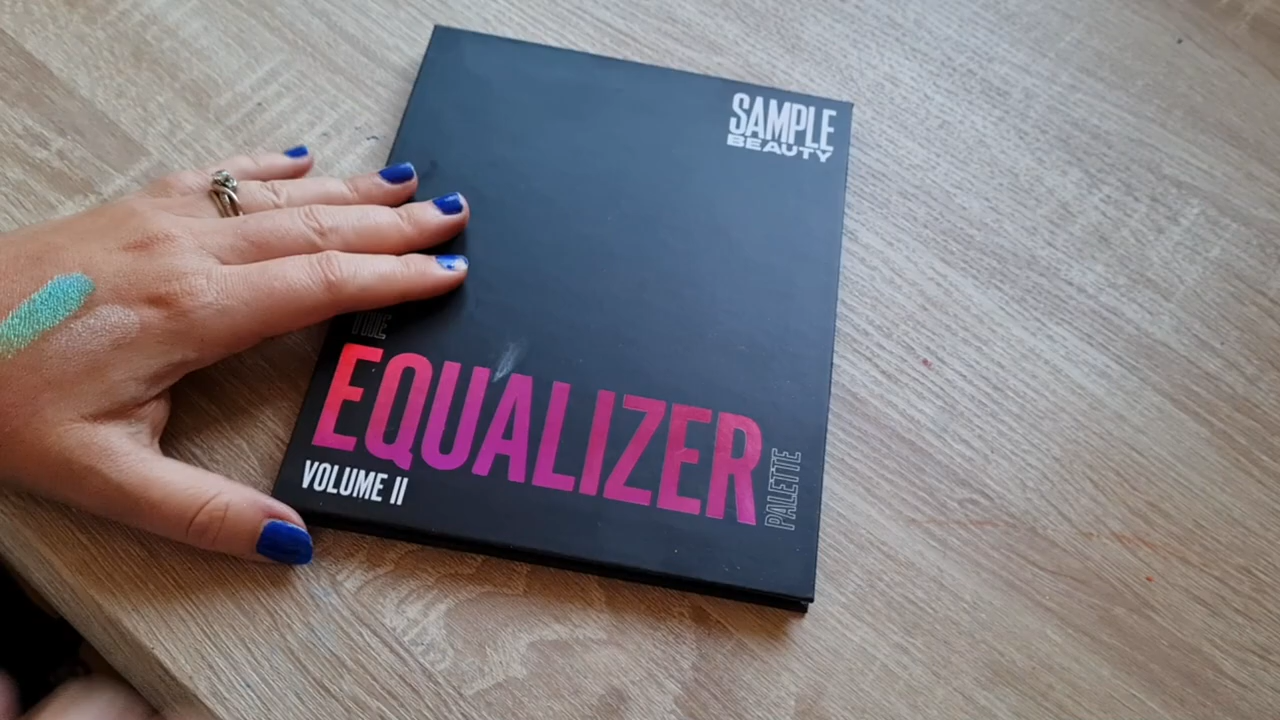 SAMPLE
BEAUTY
THE
EQUALIZER
VOLUME II
PALETTE